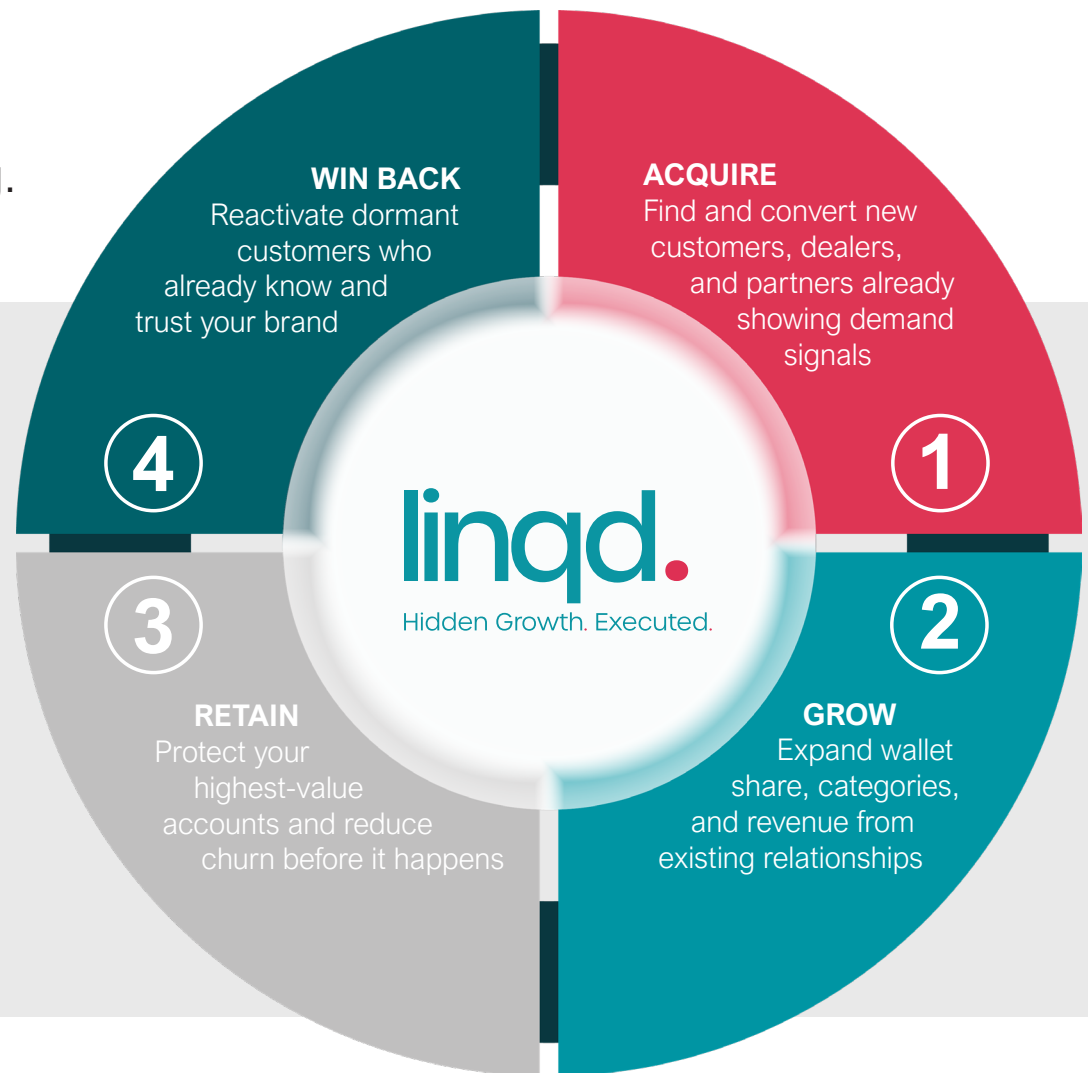 WIN BACK
Reactivate dormant
customers who
already know and
trust your brand
4
ACQUIRE
Find and convert new
customers, dealers,
and partners already
showing demand
signals
1
linqd.
Hidden Growth. Executed.
3
RETAIN
Protect your
highest-value
accounts and reduce
churn before it happens
2
GROW
Expand wallet
share, categories,
and revenue from
existing relationships